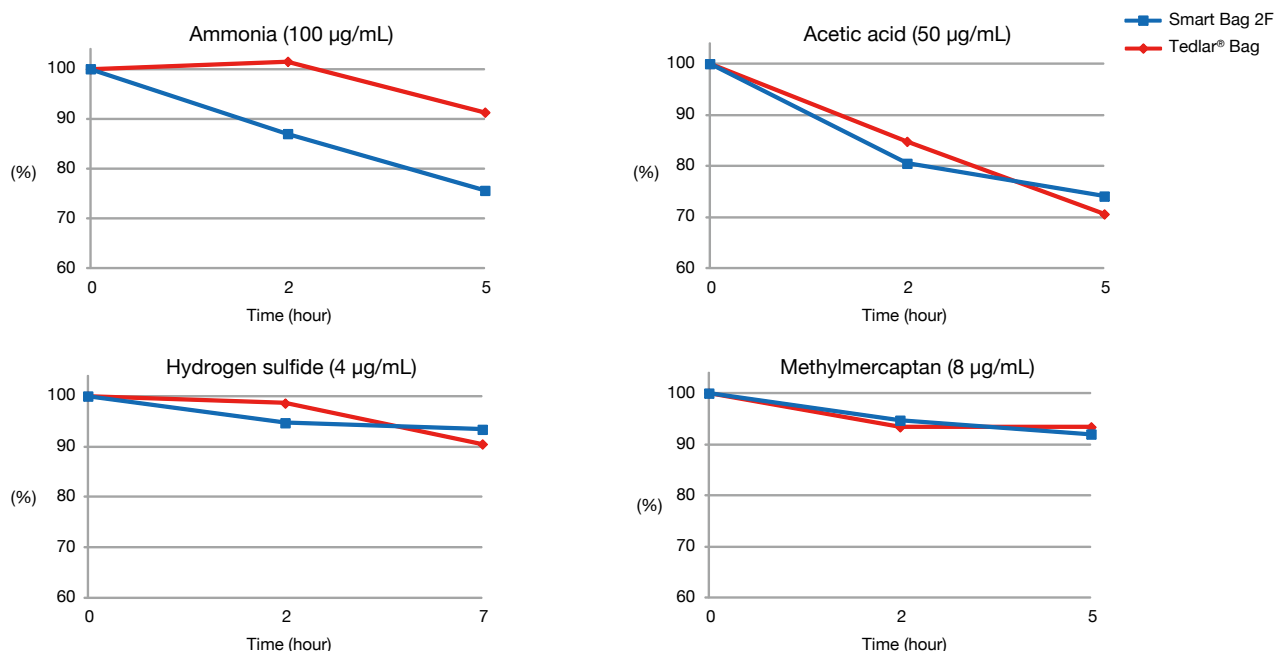 Smart Bag 2F
Tedlar® Bag
Ammonia (100 µg/mL)
100
90
80
70
60
(%)
0 2 5
Time (hour)
Acetic acid (50 µg/mL)
100
90
80
70
60
(%)
0 2 5
Time (hour)
Hydrogen sulfide (4 µg/mL)
100
90
80
70
60
(%)
0 2 7
Time (hour)
Methylmercaptan (8 µg/mL)
100
90
80
70
60
(%)
0 2 5
Time (hour)